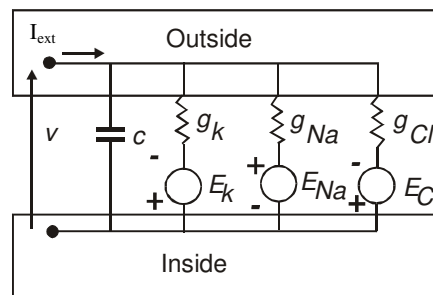 I_ext
Outside
v
c
g_k
g_Na
g_Cl
-
+
-
+
-
+
E_k
E_Na
E_C
Inside